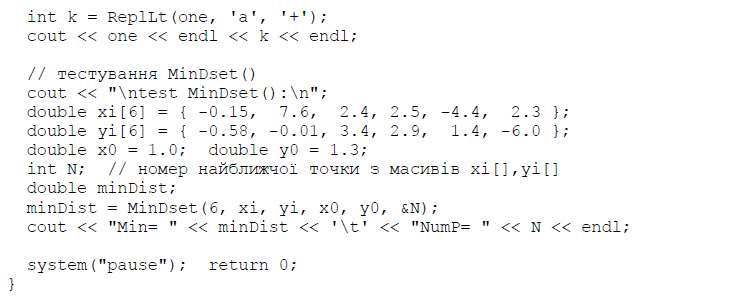 int k = ReplLt(one, 'a', '+');
cout << one << endl << k << endl;
// тестування MinDset()
cout << "\ntest MinDset():\n";
double xi[6] = { -0.15, 7.6, 2.4, 2.5, -4.4, 2.3 };
double yi[6] = { -0.58, -0.01, 3.4, 2.9, 1.4, -6.0 };
double x0 = 1.0; double y0 = 1.3;
int N; // номер найближчої точки з масивів xi[],yi[]
double minDist;
minDist = MinDset(6, xi, yi, x0, y0, &N);
cout << "Min= " << minDist << '\t' << "NumP= " << N << endl;
system("pause"); return 0;
}